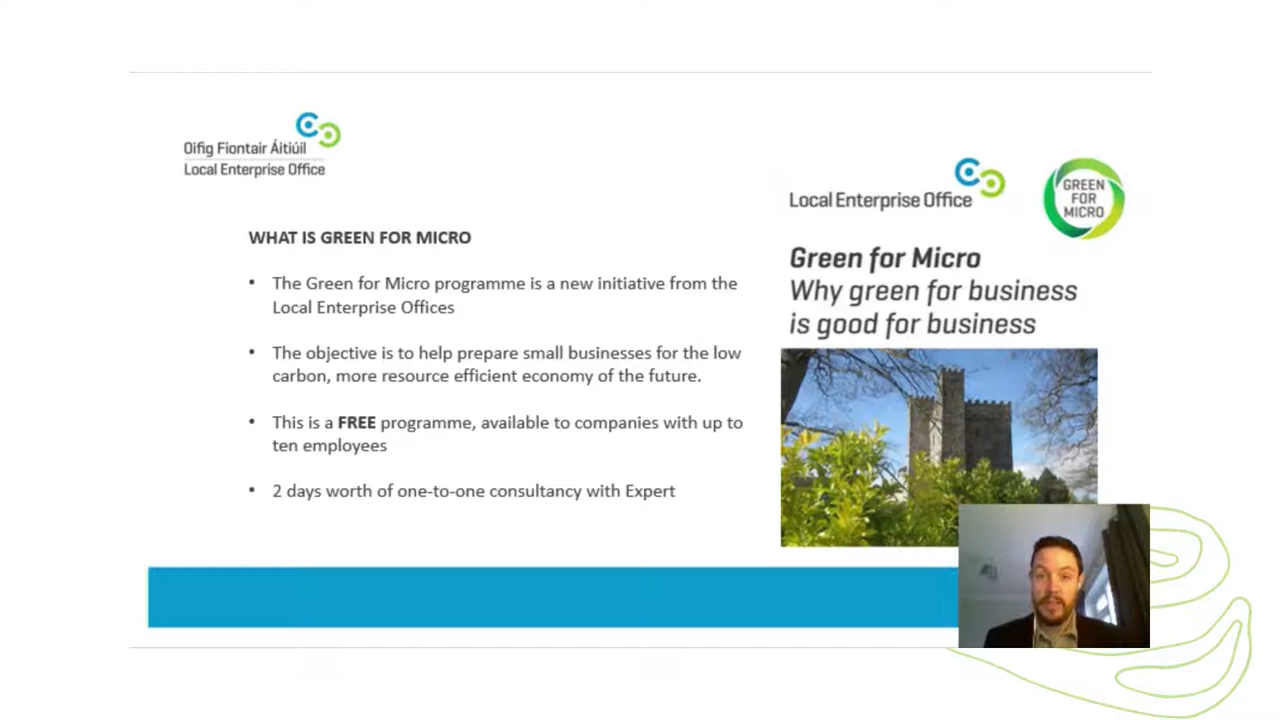 Oifig Fiontair Áitiúil
Local Enterprise Office
WHAT IS GREEN FOR MICRO
• The Green for Micro programme is a new initiative from the
Local Enterprise Offices
• The objective is to help prepare small businesses for the low
carbon, more resource efficient economy of the future.
• This is a FREE programme, available to companies with up to
ten employees
• 2 days worth of one-to-one consultancy with Expert
Local Enterprise Office
GREEN
FOR
MICRO
Green for Micro
Why green for business
is good for business